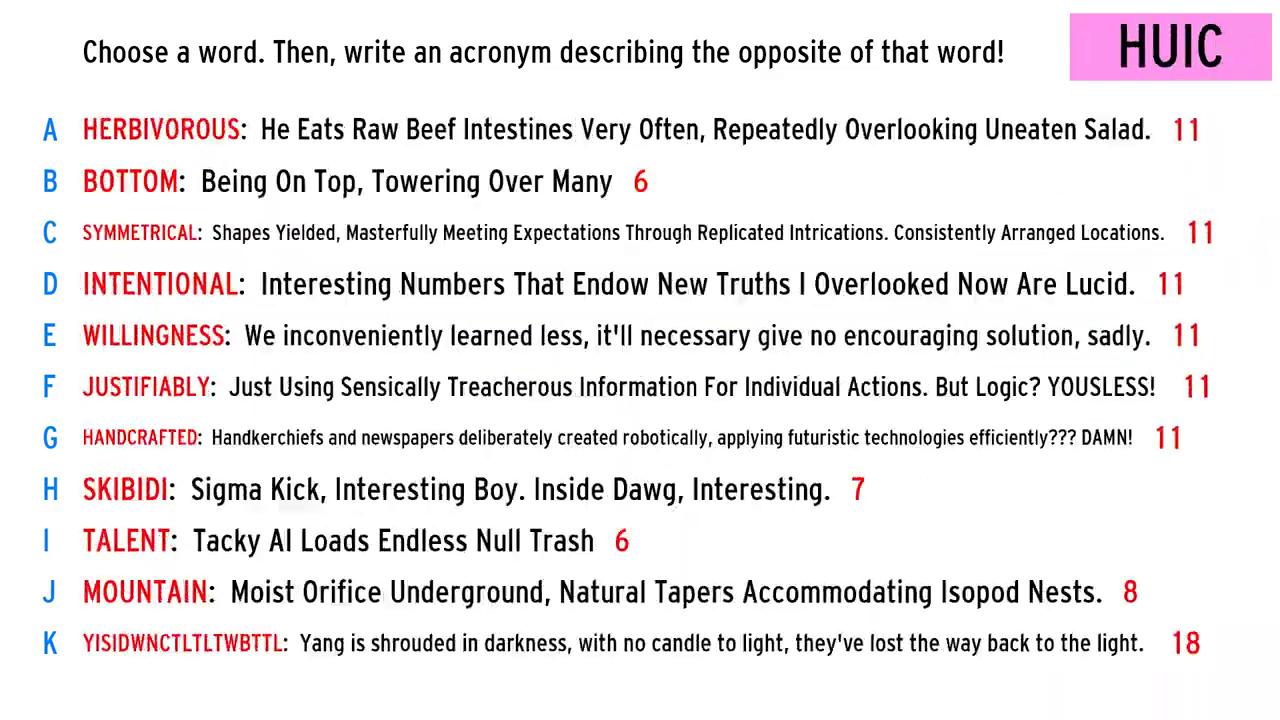 Choose a word. Then, write an acronym describing the opposite of that word!
HUIC
A HERBIVOROUS: He Eats Raw Beef Intestines Very Often, Repeatedly Overlooking Uneaten Salad. 11
B BOTTOM: Being On Top, Towering Over Many 6
C SYMMETRICAL: Shapes Yielded, Masterfully Meeting Expectations Through Replicated Intrications. Consistently Arranged Locations. 11
D INTENTIONAL: Interesting Numbers That Endow New Truths I Overlooked Now Are Lucid. 11
E WILLINGNESS: We inconveniently learned less, it'll necessary give no encouraging solution, sadly. 11
F JUSTIFIABLY: Just Using Sensically Treacherous Information For Individual Actions. But Logic? YOUSLESS! 11
G HANDCRAFTED: Handkerchiefs and newspapers deliberately created robotically, applying futuristic technologies efficiently??? DAMN! 11
H SKIBIDI: Sigma Kick, Interesting Boy. Inside Dawg, Interesting. 7
I TALENT: Tacky AI Loads Endless Null Trash 6
J MOUNTAIN: Moist Orifice Underground, Natural Tapers Accommodating Isopod Nests. 8
K YISIDWNCTLTLTWBTTL: Yang is shrouded in darkness, with no candle to light, they've lost the way back to the light. 18